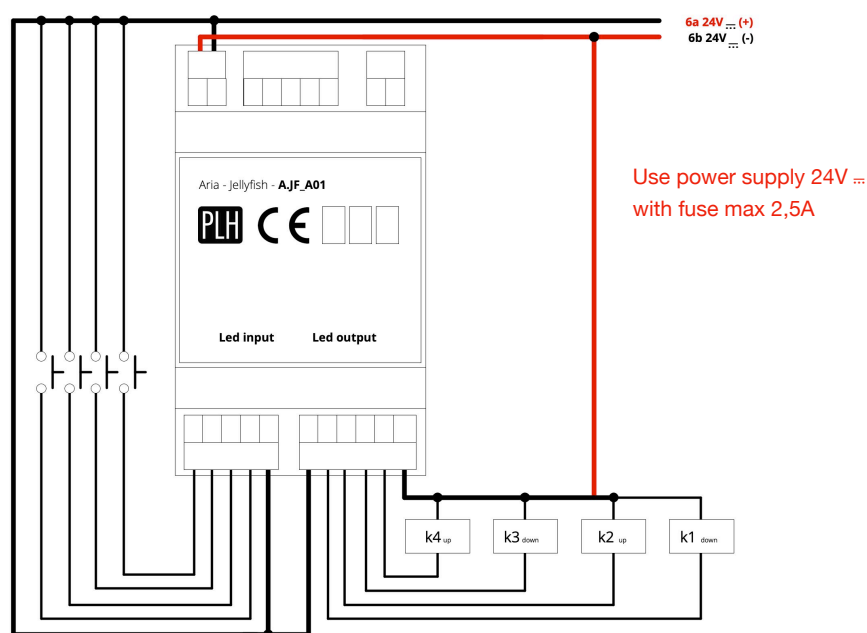 6a 24V ⎓ (+)
6b 24V ⎓ (-)
Use power supply 24V ⎓
with fuse max 2,5A
Aria - Jellyfish - A.JF_A01
PLH CE
Led input Led output
k4 up k3 down k2 up k1 down